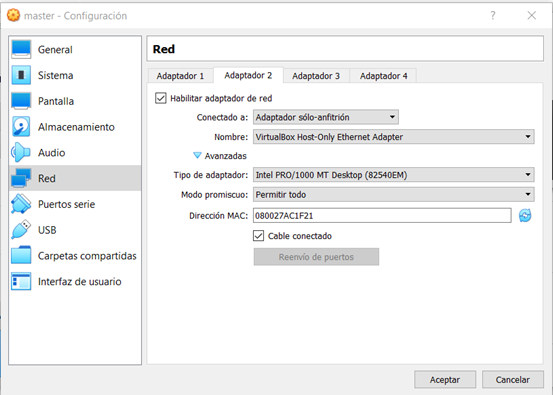 master - Configuración
General
Sistema
Pantalla
Almacenamiento
Audio
Red
Puertos serie
USB
Carpetas compartidas
Interfaz de usuario
Red
Adaptador 1 Adaptador 2 Adaptador 3 Adaptador 4
Habilitar adaptador de red
Conectado a: Adaptador sólo-anfitrión
Nombre: VirtualBox Host-Only Ethernet Adapter
Avanzadas
Tipo de adaptador: Intel PRO/1000 MT Desktop (82540EM)
Modo promiscuo: Permitir todo
Dirección MAC: 080027AC1F21
Cable conectado
Reenvío de puertos
Aceptar Cancelar